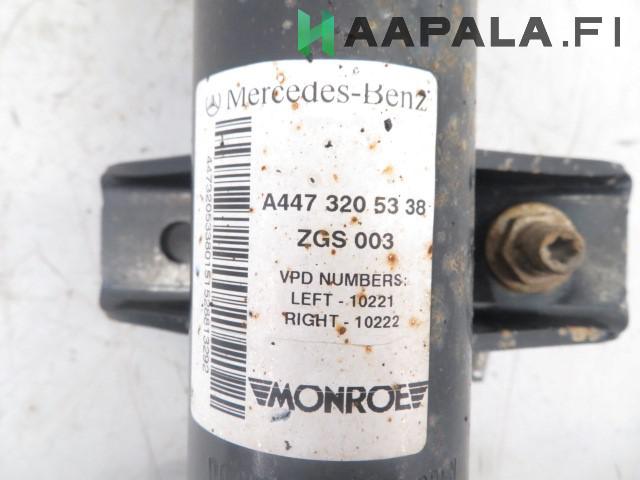 HAAPALA.FI
Mercedes-Benz
A447 320 53 38
ZGS 003
VPD NUMBERS:
LEFT - 10221
RIGHT - 10222
MONROE